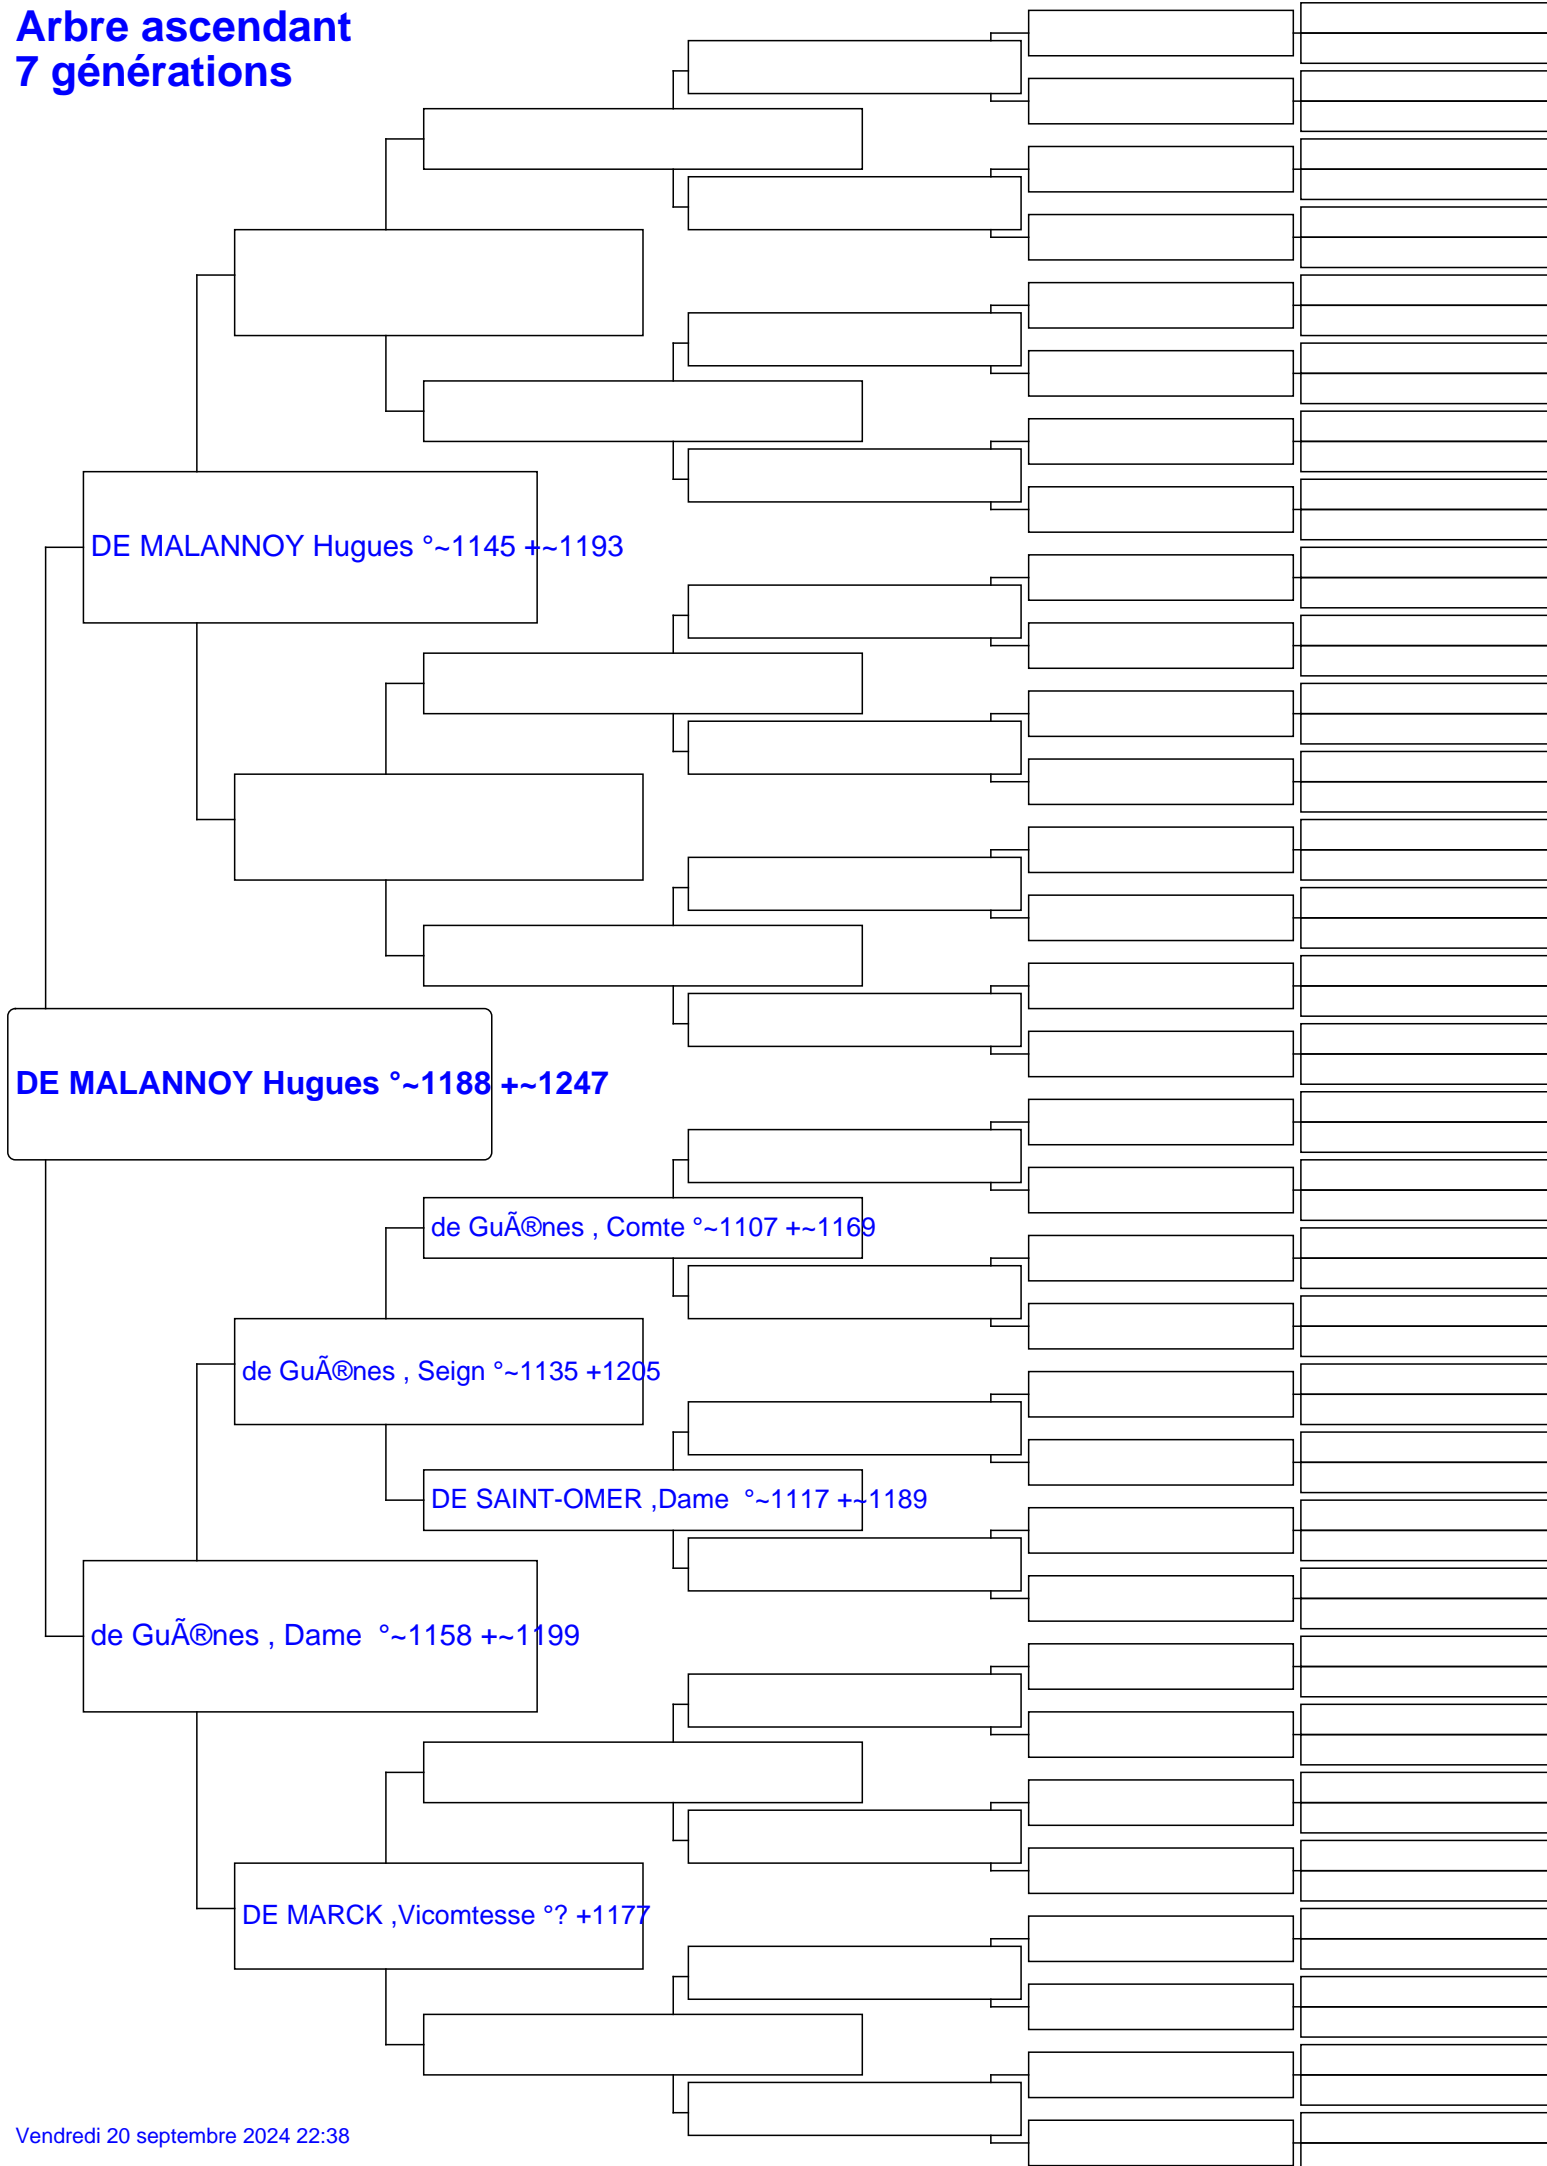 Arbre ascendant
7 générations
DE MALANNOY Hugues °~1145 +~1193
DE MALANNOY Hugues °~1188 +~1247
de GuÃ®nes , Comte °~1107 +~1169
de GuÃ®nes , Seign °~1135 +1205
DE SAINT-OMER ,Dame  °~1117 +~1189
de GuÃ®nes , Dame  °~1158 +~1199
DE MARCK ,Vicomtesse °? +1177
Vendredi 20 septembre 2024 22:38